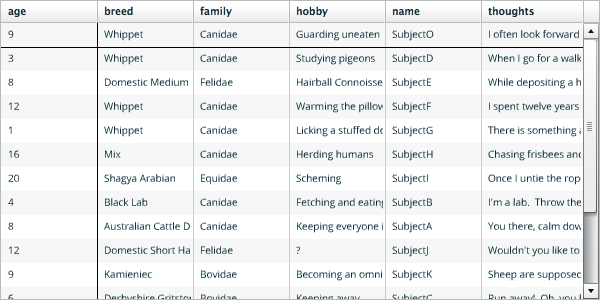 age breed family hobby name thoughts
9 Whippet Canidae Guarding uneaten SubjectO I often look forward
3 Whippet Canidae Studying pigeons SubjectD When I go for a walk
8 Domestic Medium Felidae Hairball Connoisse SubjectE While depositing a h
12 Whippet Canidae Warming the pillow SubjectF I spent twelve years
1 Whippet Canidae Licking a stuffed do SubjectG There is something a
16 Mix Canidae Herding humans SubjectH Chasing frisbees and
20 Shagya Arabian Equidae Scheming SubjectI Once I untie the rop
4 Black Lab Canidae Fetching and eating SubjectB I'm a lab. Throw the
8 Australian Cattle D Canidae Keeping everyone i SubjectA You there, calm dow
12 Domestic Short Ha Felidae ? SubjectJ Wouldn't you like to
9 Kamieniec Bovidae Becoming an omni SubjectK Sheep are supposed
6 Derbyshire Gritsto Bovidae Keeping away SubjectC Run away! Oh, you